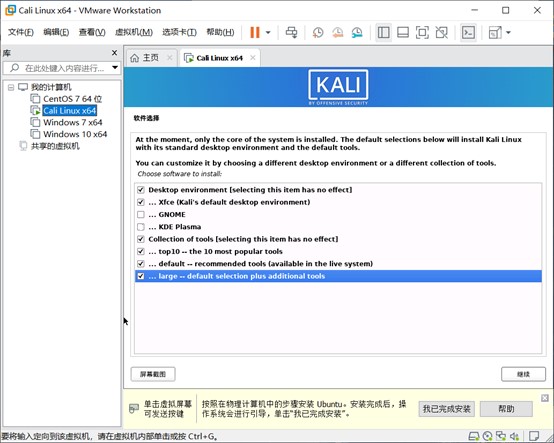 Cali Linux x64 - VMware Workstation
文件(F) 编辑(E) 查看(V) 虚拟机(M) 选项卡(T) 帮助(H)
库
在此处键入内容进行...
我的计算机
CentOS 7 64 位
Cali Linux x64
Windows 7 x64
Windows 10 x64
共享的虚拟机
主页
Cali Linux x64
KALI
BY OFFENSIVE SECURITY
软件选择
At the moment, only the core of the system is installed. The default selections below will install Kali Linux
with its standard desktop environment and the default tools.
You can customize it by choosing a different desktop environment or a different collection of tools.
Choose software to install:
Desktop environment [selecting this item has no effect]
... Xfce (Kali's default desktop environment)
... GNOME
... KDE Plasma
Collection of tools [selecting this item has no effect]
... top10 -- the 10 most popular tools
... default -- recommended tools (available in the live system)
... large -- default selection plus additional tools
屏幕截图
继续
单击虚拟屏幕
可发送按键
按照在物理计算机中的步骤安装 Ubuntu。安装完成后，操
作系统会进行引导，单击“我已完成安装”。
我已完成安装
帮助
要将输入定向到该虚拟机，请在虚拟机内部单击或按 Ctrl+G。